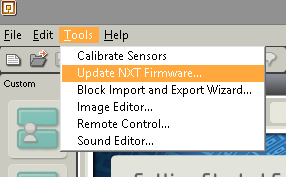 File Edit Tools Help
Calibrate Sensors
Update NXT Firmware...
Block Import and Export Wizard...
Image Editor...
Remote Control...
Sound Editor...
Custom